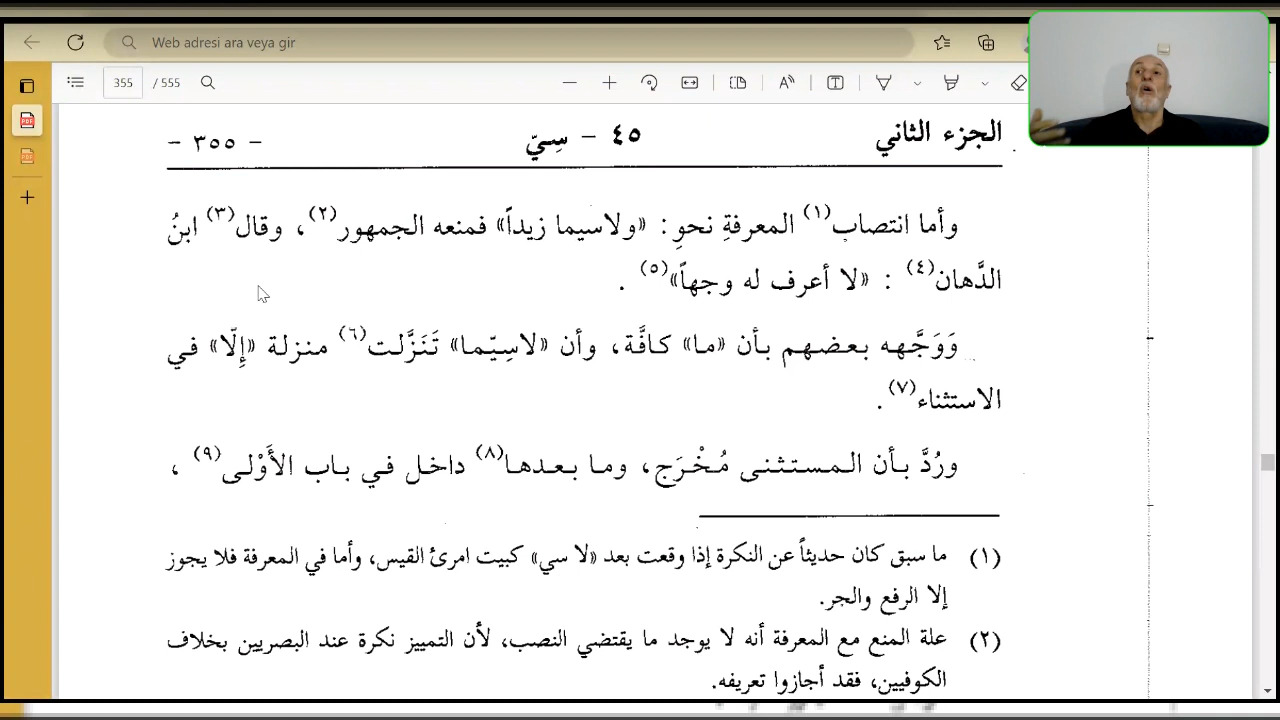 Web adresi ara veya gir
355 / 555
الجزء الثاني ٤٥ - سِيّ - ٣٥٥ -
وأما انتصاب(١) المعرفةِ نحوِ: «ولاسيما زيداً» فمنعه الجمهور(٢)، وقال(٣) ابنُ
الدَّهان(٤) : «لا أعرف له وجهاً»(٥) .
وَوَجَّهه بعضهم بأن «ما» كافَّة، وأن «لاسِيّما» تَنَزَّلت(٦) منزلة «إِلّا» في
الاستثناء(٧) .
ورُدَّ بأن المستثنى مُخْرَج، وما بعدها(٨) داخل في باب الأَوْلى(٩) ،
(١) ما سبق كان حديثاً عن النكرة إذا وقعت بعد «لا سي» كبيت امرئ القيس، وأما في المعرفة فلا يجوز
إلا الرفع والجر.
(٢) علة المنع مع المعرفة أنه لا يوجد ما يقتضي النصب، لأن التمييز نكرة عند البصريين بخلاف
الكوفيين، فقد أجازوا تعريفه.